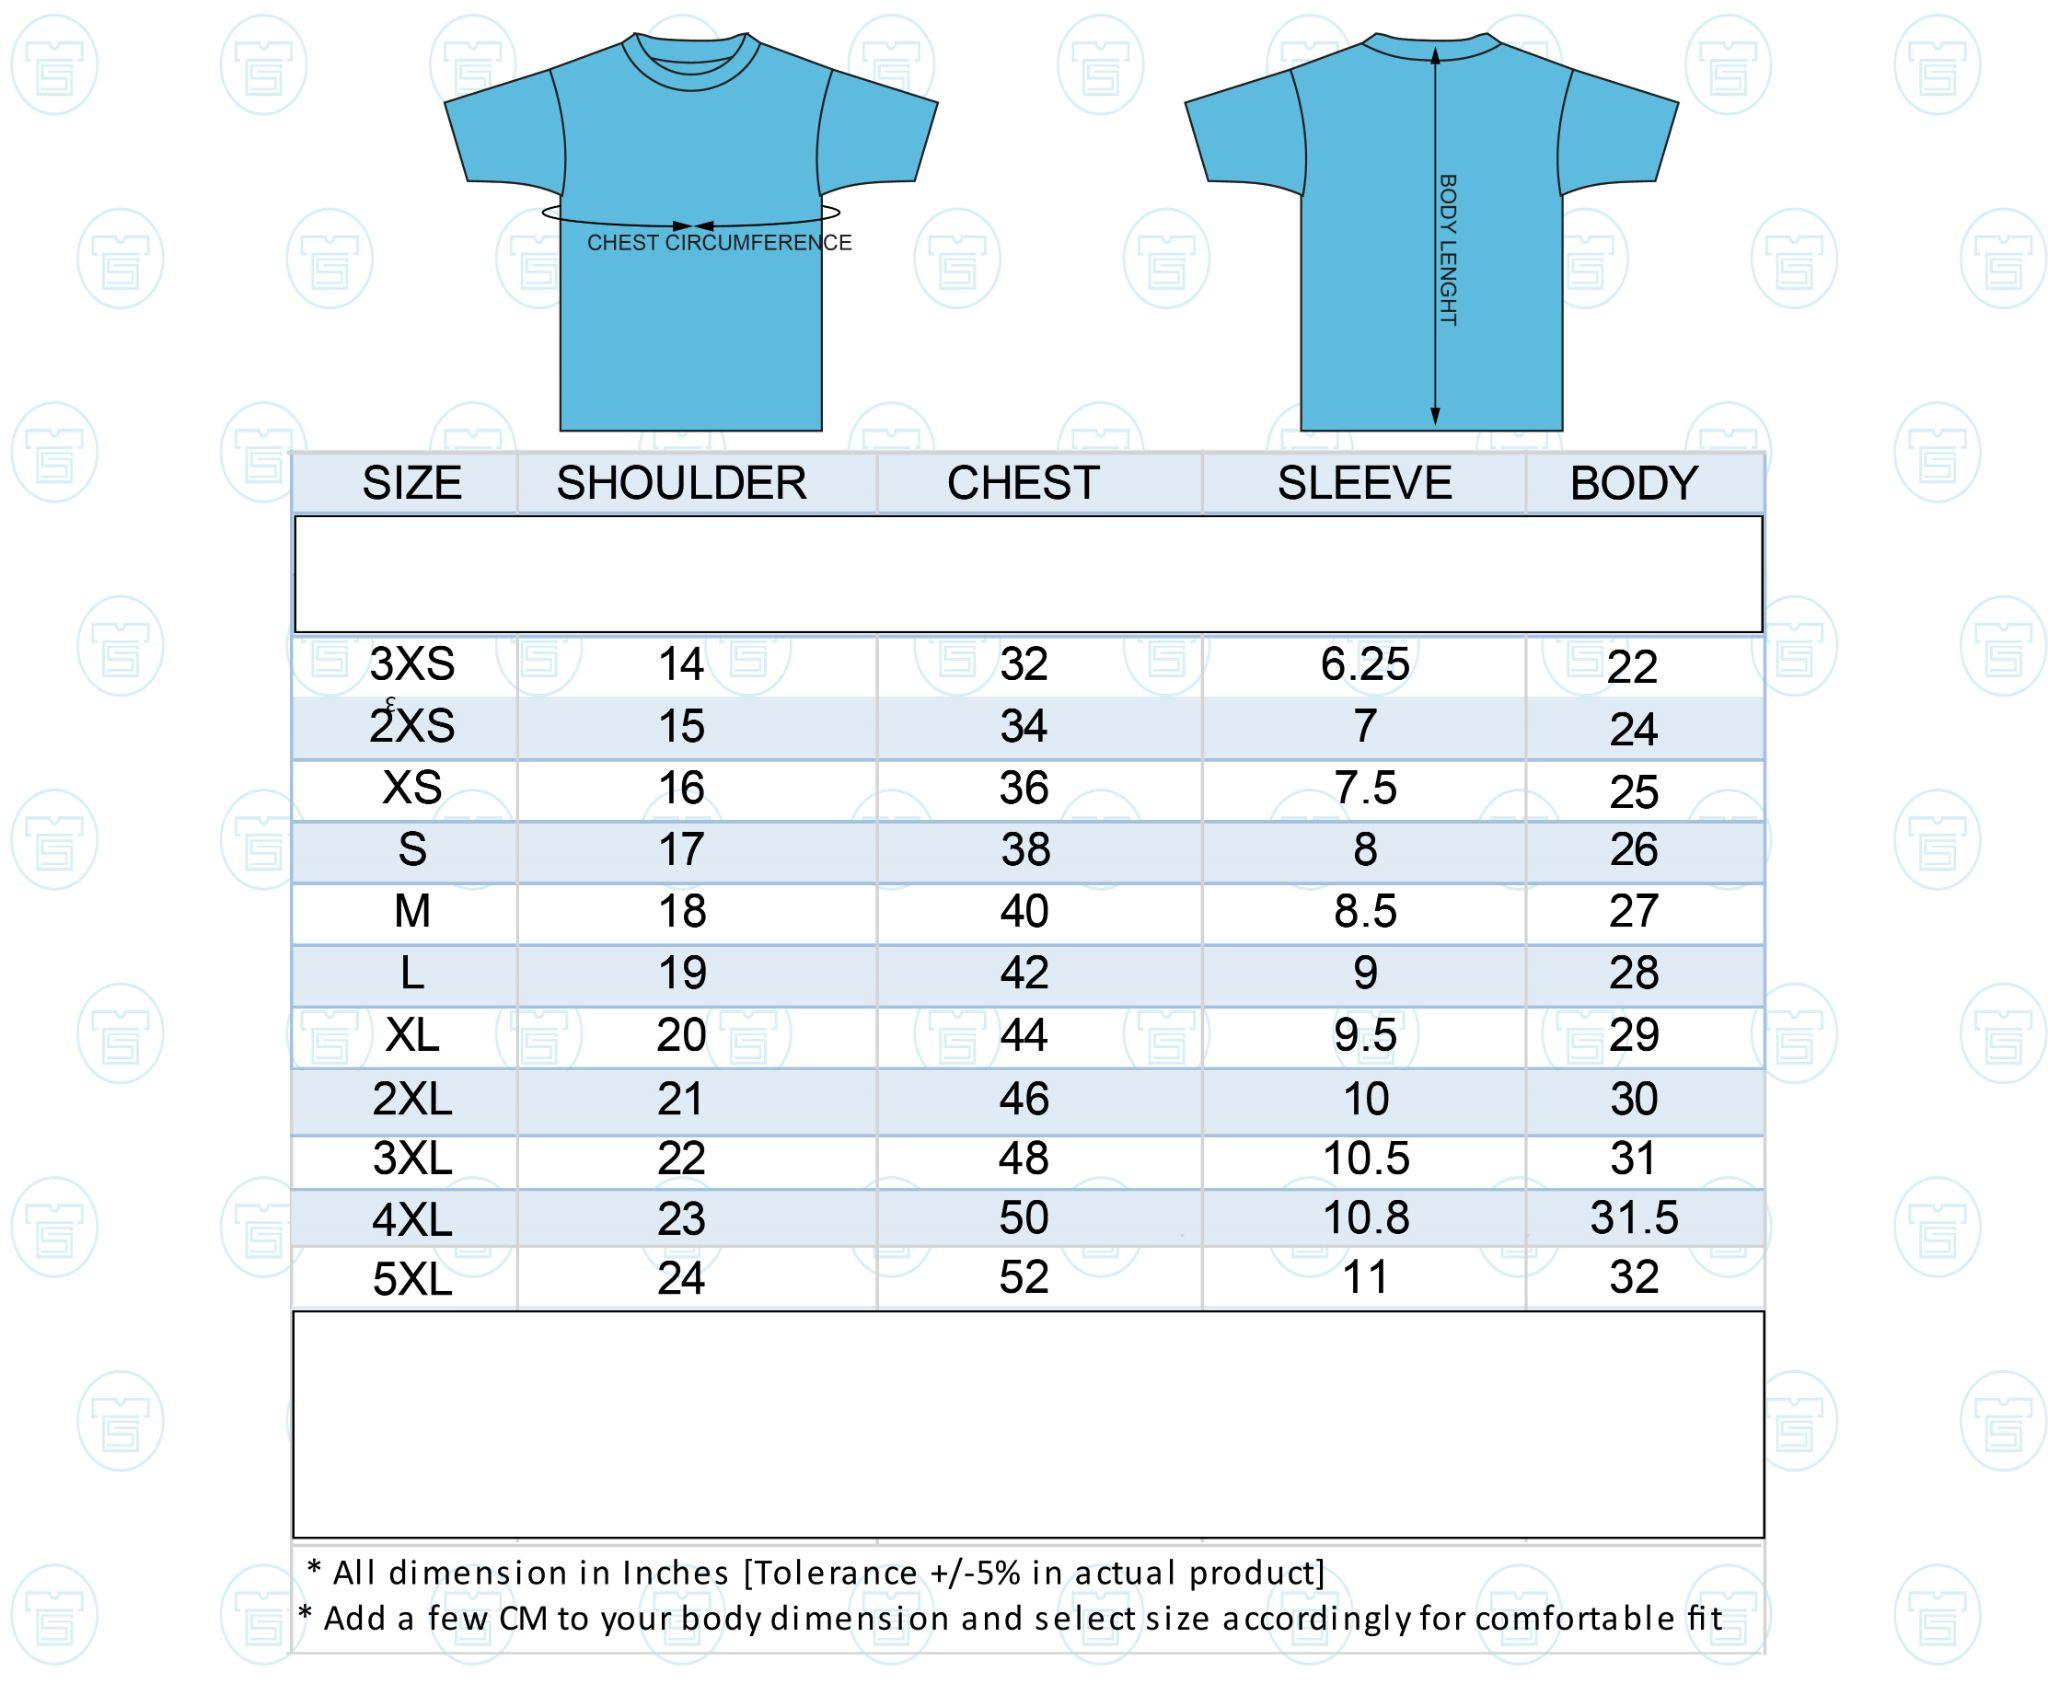 CHEST CIRCUMFERENCE
BODY LENGHT
SIZE SHOULDER CHEST SLEEVE BODY
3XS 14 32 6.25 22
2XS 15 34 7 24
XS 16 36 7.5 25
S 17 38 8 26
M 18 40 8.5 27
L 19 42 9 28
XL 20 44 9.5 29
2XL 21 46 10 30
3XL 22 48 10.5 31
4XL 23 50 10.8 31.5
5XL 24 52 11 32
* All dimension in Inches [Tolerance +/-5% in actual product]
* Add a few CM to your body dimension and select size accordingly for comfortable fit